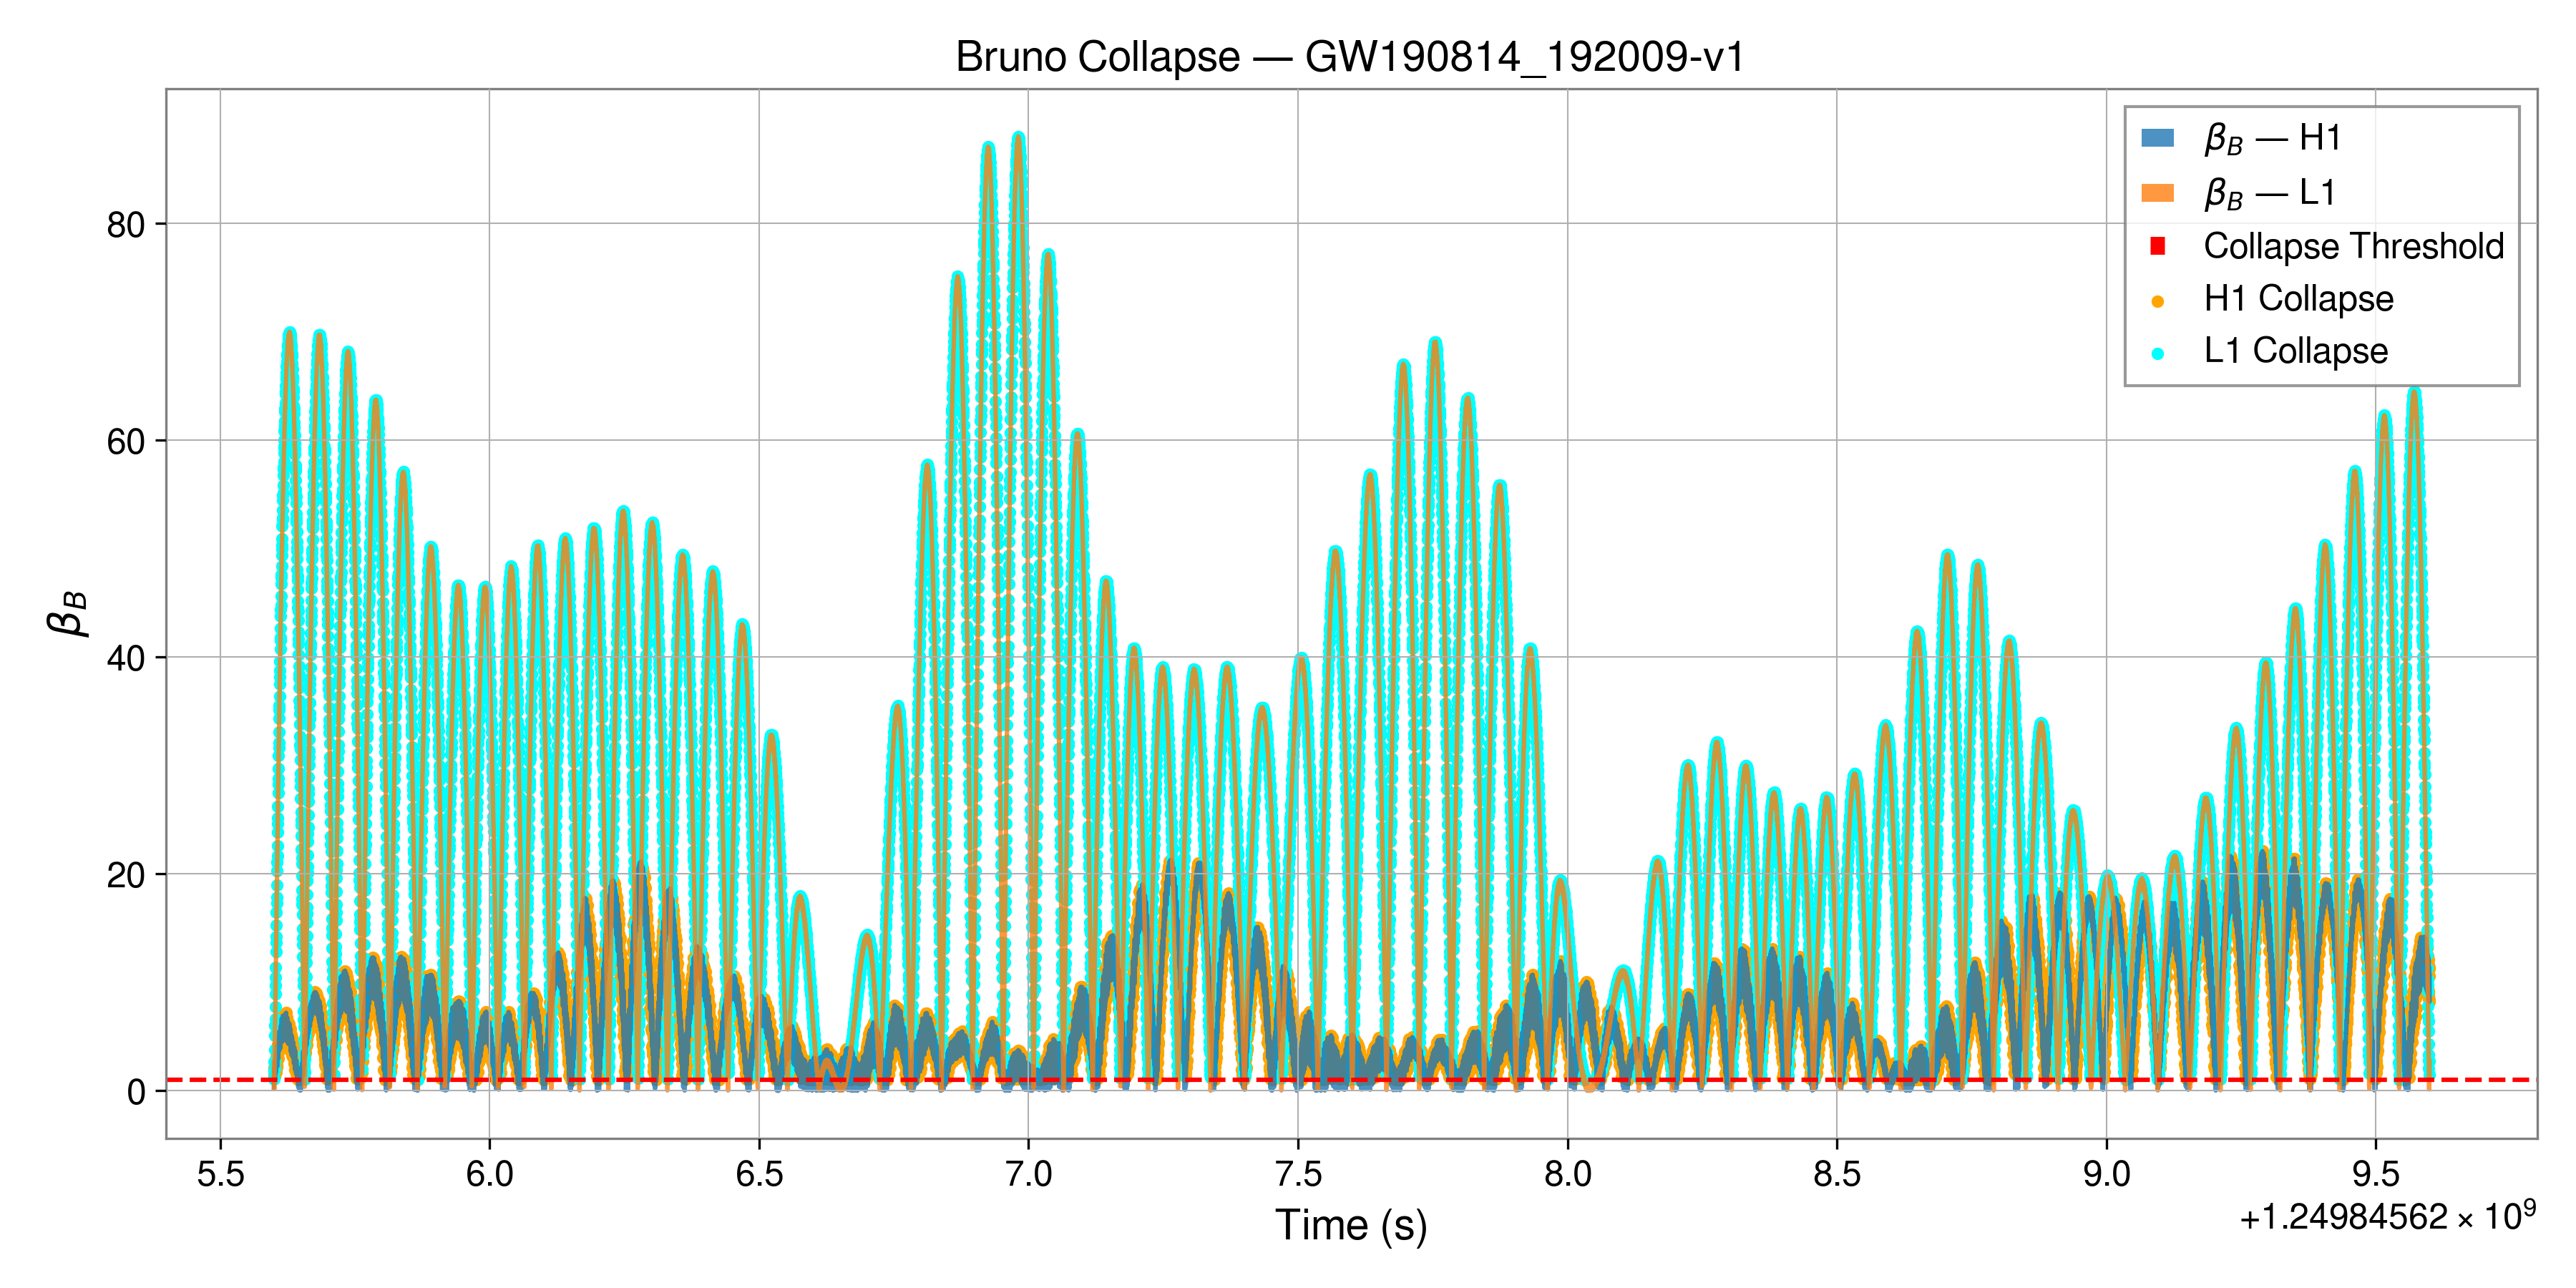 Bruno Collapse — GW190814_192009-v1
β_B — H1
β_B — L1
Collapse Threshold
H1 Collapse
L1 Collapse
80
60
40
20
0
β_B
5.5 6.0 6.5 7.0 7.5 8.0 8.5 9.0 9.5
Time (s)
+1.24984562 × 10⁹